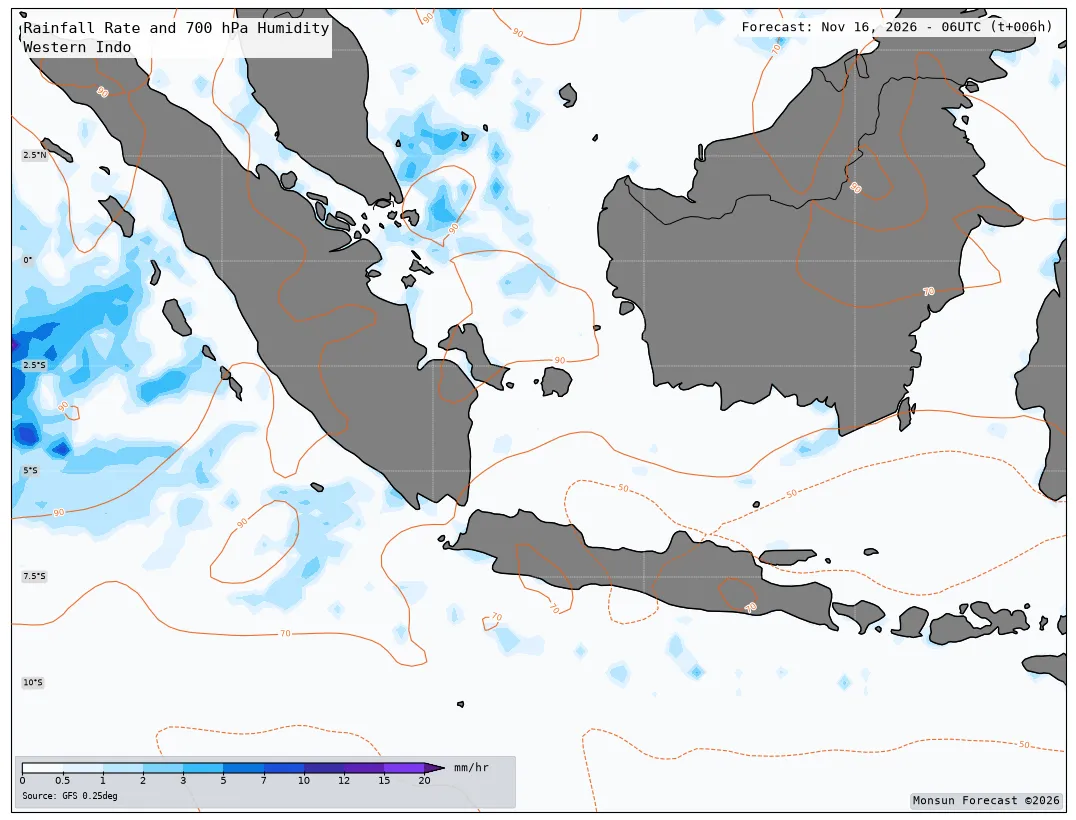 Rainfall Rate and 700 hPa Humidity
Western Indo
Forecast: Nov 16, 2026 - 06UTC (t+006h)
90
90
70
90
2.5°N
90
90
0°
70
90
2.5°S
90
5°S
50
50
90
90
7.5°S
70
70
70
70
10°S
50
mm/hr
0 0.5 1 2 3 5 7 10 12 15 20
Source: GFS 0.25deg
Monsun Forecast ©2026